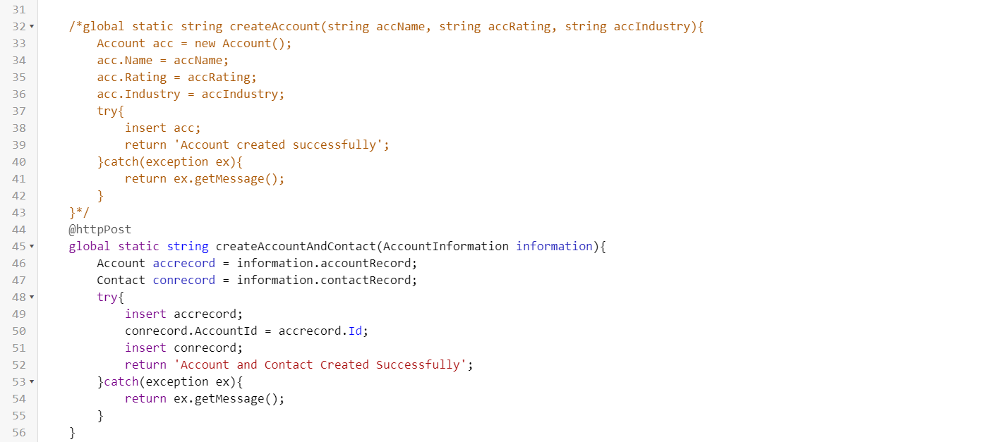 31
32    /*global static string createAccount(string accName, string accRating, string accIndustry){
33        Account acc = new Account();
34        acc.Name = accName;
35        acc.Rating = accRating;
36        acc.Industry = accIndustry;
37        try{
38            insert acc;
39            return 'Account created successfully';
40        }catch(exception ex){
41            return ex.getMessage();
42        }
43    }*/
44    @httpPost
45    global static string createAccountAndContact(AccountInformation information){
46        Account accrecord = information.accountRecord;
47        Contact conrecord = information.contactRecord;
48        try{
49            insert accrecord;
50            conrecord.AccountId = accrecord.Id;
51            insert conrecord;
52            return 'Account and Contact Created Successfully';
53        }catch(exception ex){
54            return ex.getMessage();
55        }
56    }